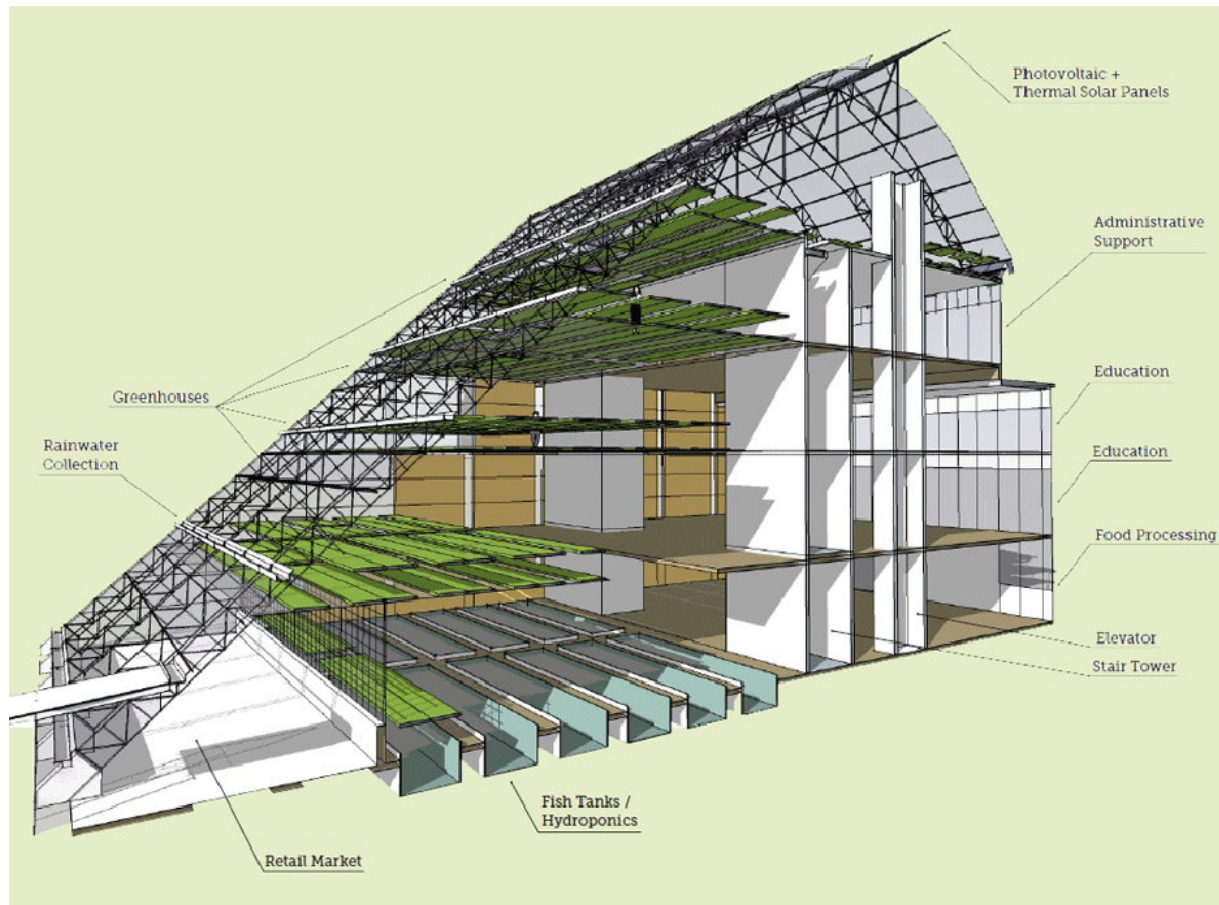 Photovoltaic +
Thermal Solar Panels
Administrative
Support
Greenhouses
Education
Rainwater
Collection
Education
Food Processing
Elevator
Stair Tower
Fish Tanks /
Hydroponics
Retail Market